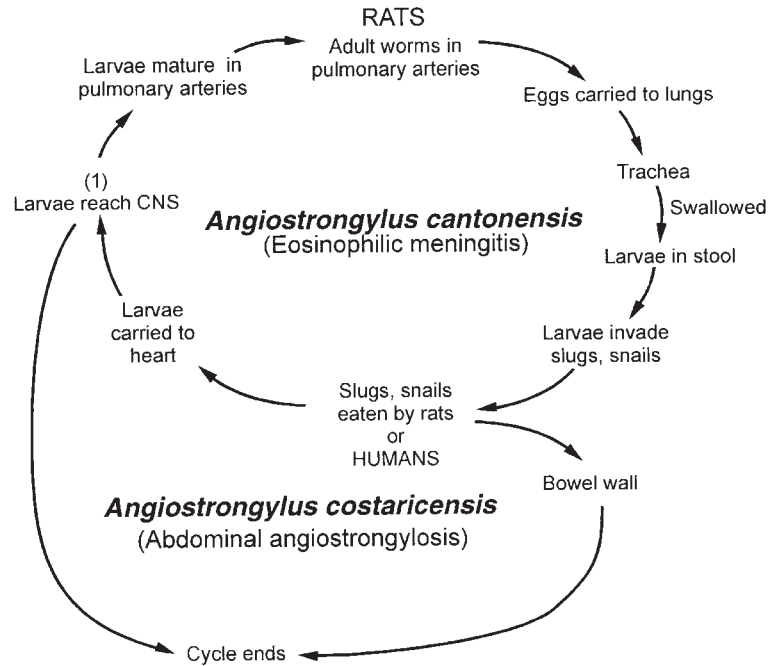 RATS
Adult worms in
pulmonary arteries
Eggs carried to lungs
Trachea
Swallowed
Larvae in stool
Larvae invade
slugs, snails
Slugs, snails
eaten by rats
or
HUMANS
Larvae
carried to
heart
(1)
Larvae reach CNS
Larvae mature in
pulmonary arteries
Angiostrongylus cantonensis
(Eosinophilic meningitis)
Bowel wall
Angiostrongylus costaricensis
(Abdominal angiostrongylosis)
Cycle ends